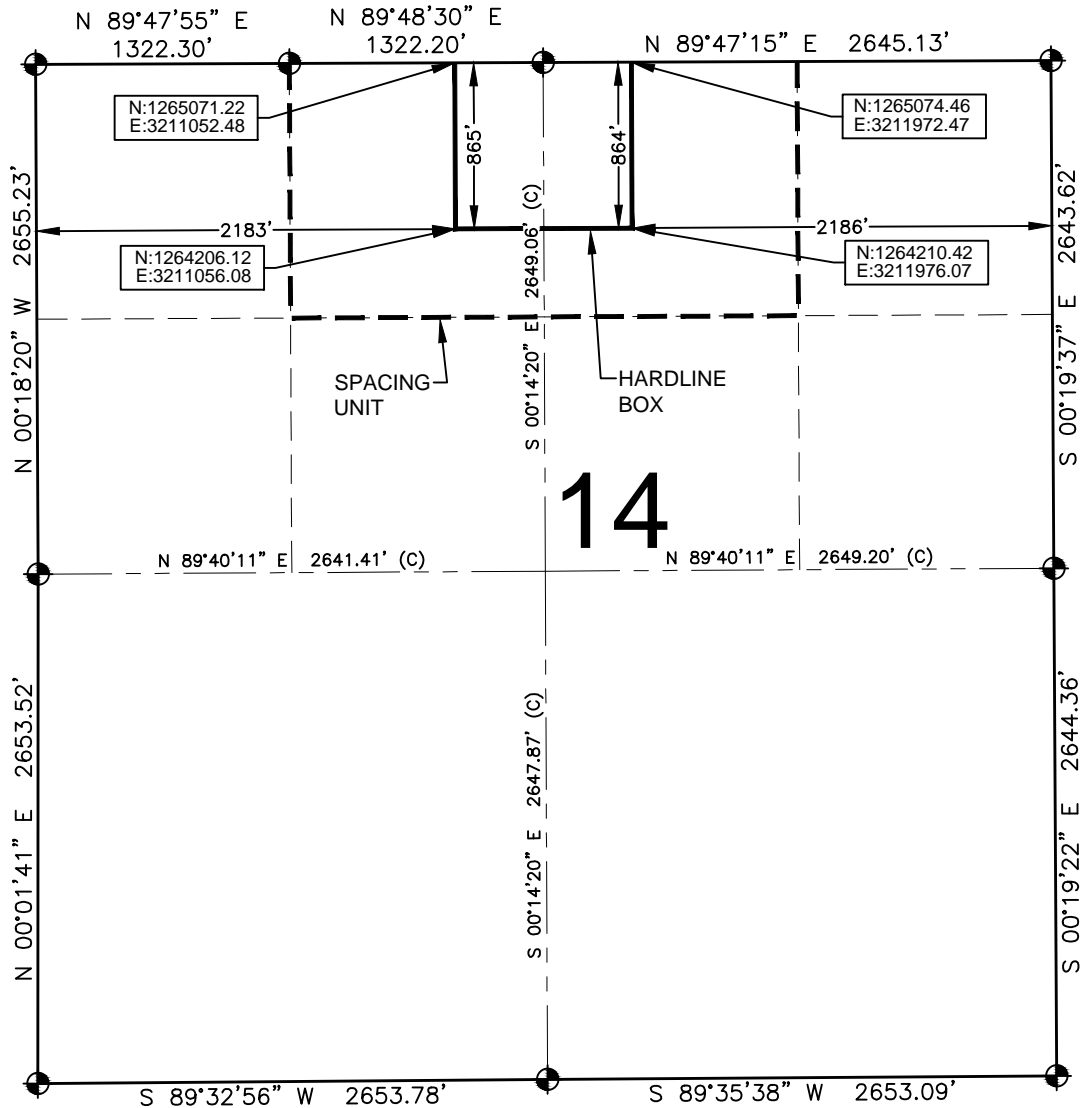 N 89°47'55" E
1322.30'
N 89°48'30" E
1322.20'
N 89°47'15" E 2645.13'
N:1265071.22
E:3211052.48
865'
864'
N:1265074.46
E:3211972.47
N 00°18'20" W 2655.23'
2183'
2186'
S 00°19'37" E 2643.62'
N:1264206.12
E:3211056.08
S 00°14'20" E 2649.06' (C)
N:1264210.42
E:3211976.07
SPACING
UNIT
HARDLINE
BOX
14
N 89°40'11" E 2641.41' (C)
N 89°40'11" E 2649.20' (C)
N 00°01'41" E 2653.52'
S 00°14'20" E 2647.87' (C)
S 00°19'22" E 2644.36'
S 89°32'56" W 2653.78'
S 89°35'38" W 2653.09'